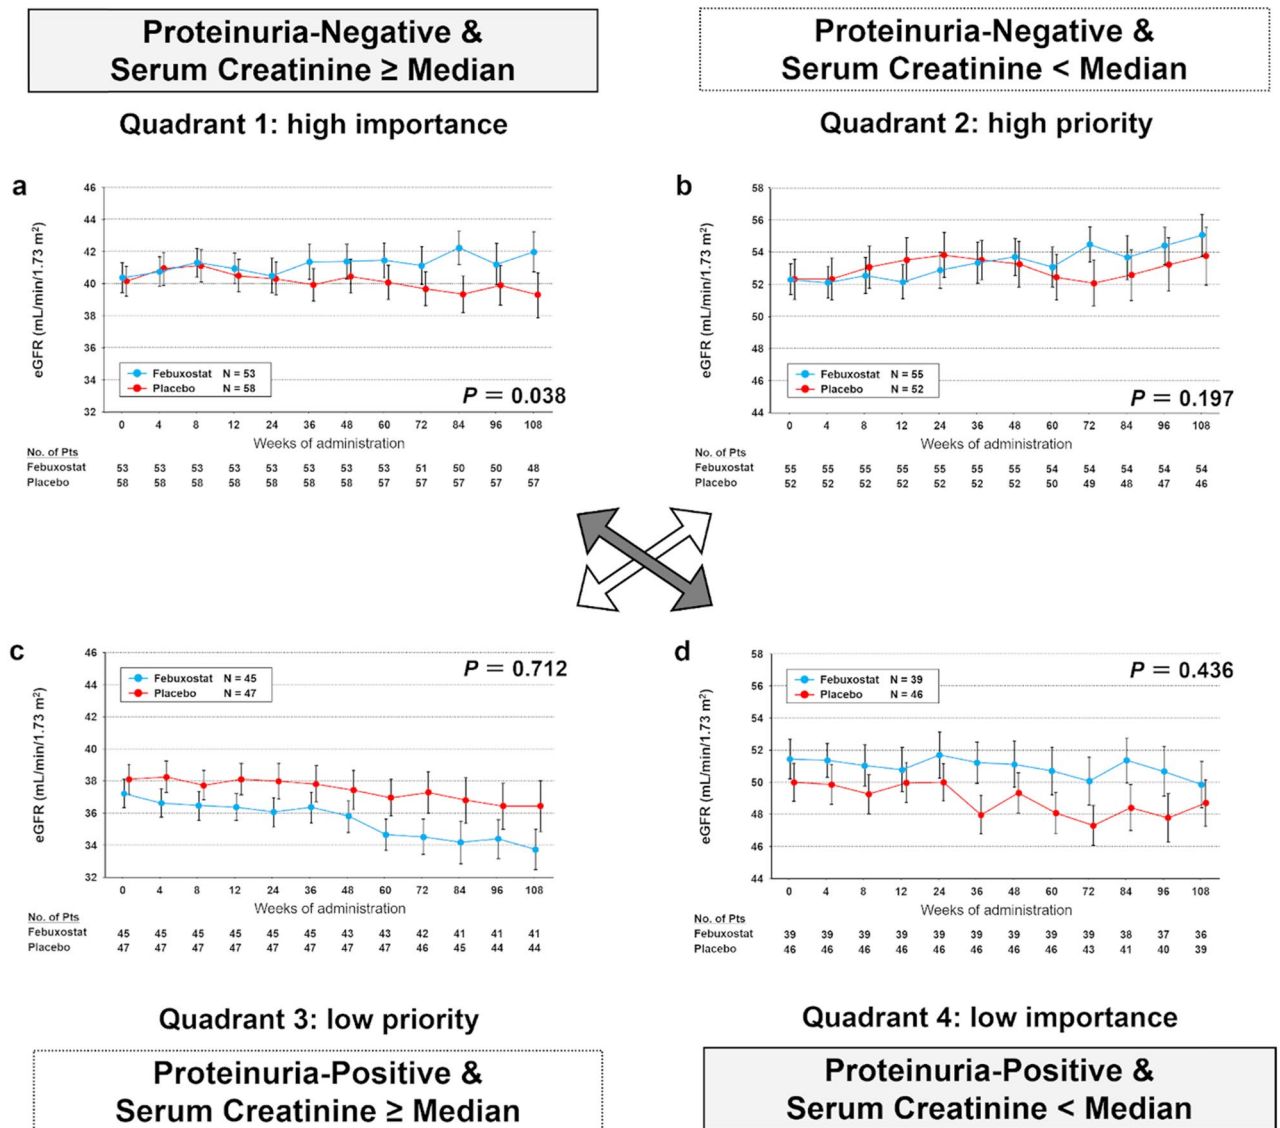 Proteinuria-Negative &
Serum Creatinine ≥ Median
Quadrant 1: high importance
Proteinuria-Negative &
Serum Creatinine < Median
Quadrant 2: high priority
a
eGFR (mL/min/1.73 m²)
46
44
42
40
38
36
34
32
Febuxostat N = 53
Placebo N = 58
P = 0.038
0 4 8 12 24 36 48 60 72 84 96 108
Weeks of administration
No. of Pts
Febuxostat 53 53 53 53 53 53 53 53 51 50 50 48
Placebo 58 58 58 58 58 58 58 57 57 57 57 57
b
eGFR (mL/min/1.73 m²)
58
56
54
52
50
48
46
44
Febuxostat N = 55
Placebo N = 52
P = 0.197
0 4 8 12 24 36 48 60 72 84 96 108
Weeks of administration
No. of Pts
Febuxostat 55 55 55 55 55 55 55 54 54 54 54 54
Placebo 52 52 52 52 52 52 52 50 49 48 47 46
c
eGFR (mL/min/1.73 m²)
46
44
42
40
38
36
34
32
Febuxostat N = 45
Placebo N = 47
P = 0.712
0 4 8 12 24 36 48 60 72 84 96 108
Weeks of administration
No. of Pts
Febuxostat 45 45 45 45 45 45 43 43 42 41 41 41
Placebo 47 47 47 47 47 47 47 47 46 45 44 44
d
eGFR (mL/min/1.73 m²)
58
56
54
52
50
48
46
44
Febuxostat N = 39
Placebo N = 46
P = 0.436
0 4 8 12 24 36 48 60 72 84 96 108
Weeks of administration
No. of Pts
Febuxostat 39 39 39 39 39 39 39 39 39 38 37 36
Placebo 46 46 46 46 46 46 46 46 43 41 40 39
Quadrant 3: low priority
Proteinuria-Positive &
Serum Creatinine ≥ Median
Quadrant 4: low importance
Proteinuria-Positive &
Serum Creatinine < Median